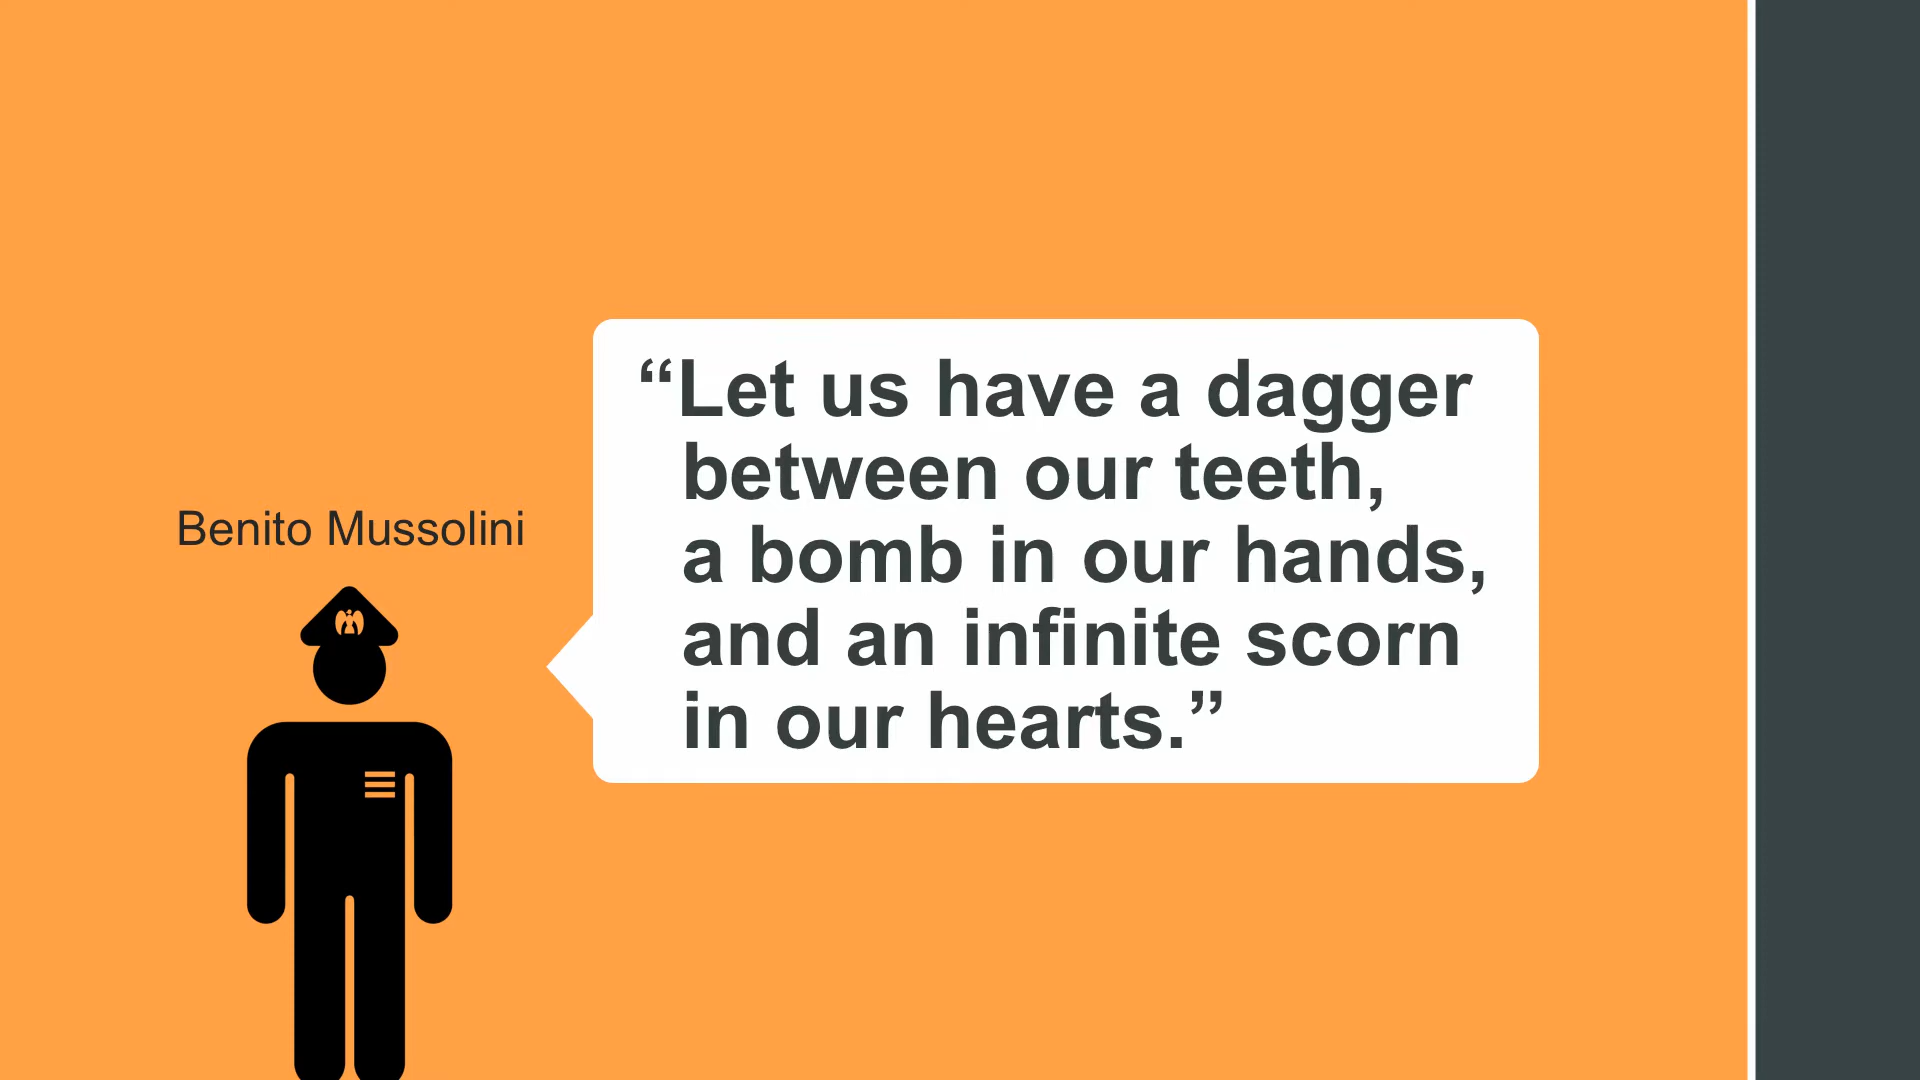 Benito Mussolini
“Let us have a dagger
between our teeth,
a bomb in our hands,
and an infinite scorn
in our hearts.”